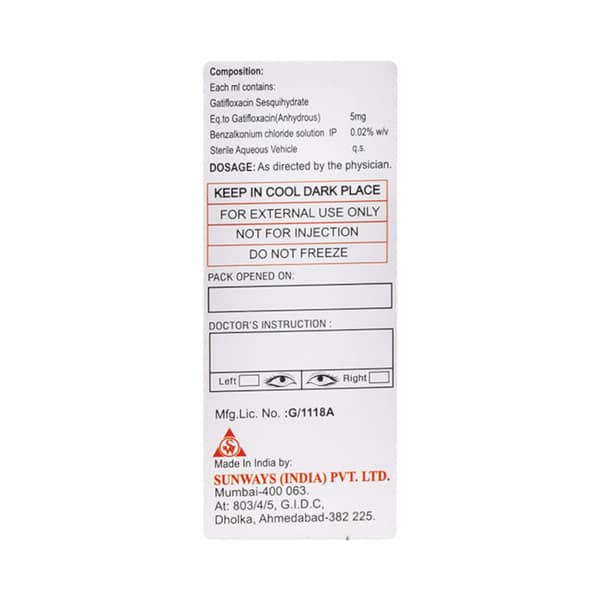 Composition:
Each ml contains:
Gatifloxacin Sesquihydrate
Eq.to Gatifloxacin(Anhydrous) 5mg
Benzalkonium chloride solution IP 0.02% w/v
Sterile Aqueous Vehicle q.s.
DOSAGE: As directed by the physician.
KEEP IN COOL DARK PLACE
FOR EXTERNAL USE ONLY
NOT FOR INJECTION
DO NOT FREEZE
PACK OPENED ON:
DOCTOR'S INSTRUCTION :
Left Right
Mfg.Lic. No. :G/1118A
SW
Made In India by:
SUNWAYS (INDIA) PVT. LTD.
Mumbai-400 063.
At: 803/4/5, G.I.D.C,
Dholka, Ahmedabad-382 225.